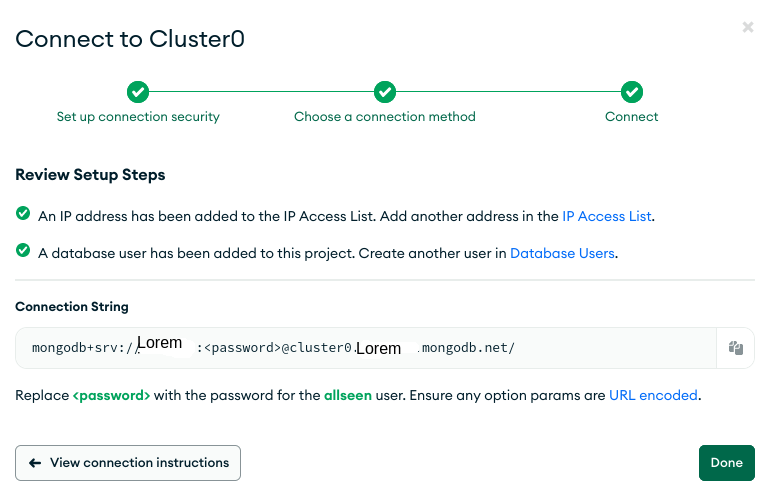 Connect to Cluster0
Set up connection security
Choose a connection method
Connect
Review Setup Steps
An IP address has been added to the IP Access List. Add another address in the IP Access List.
A database user has been added to this project. Create another user in Database Users.
Connection String
mongodb+srv://Lorem:<password>@cluster0.Lorem.mongodb.net/
Replace <password> with the password for the allseen user. Ensure any option params are URL encoded.
View connection instructions
Done